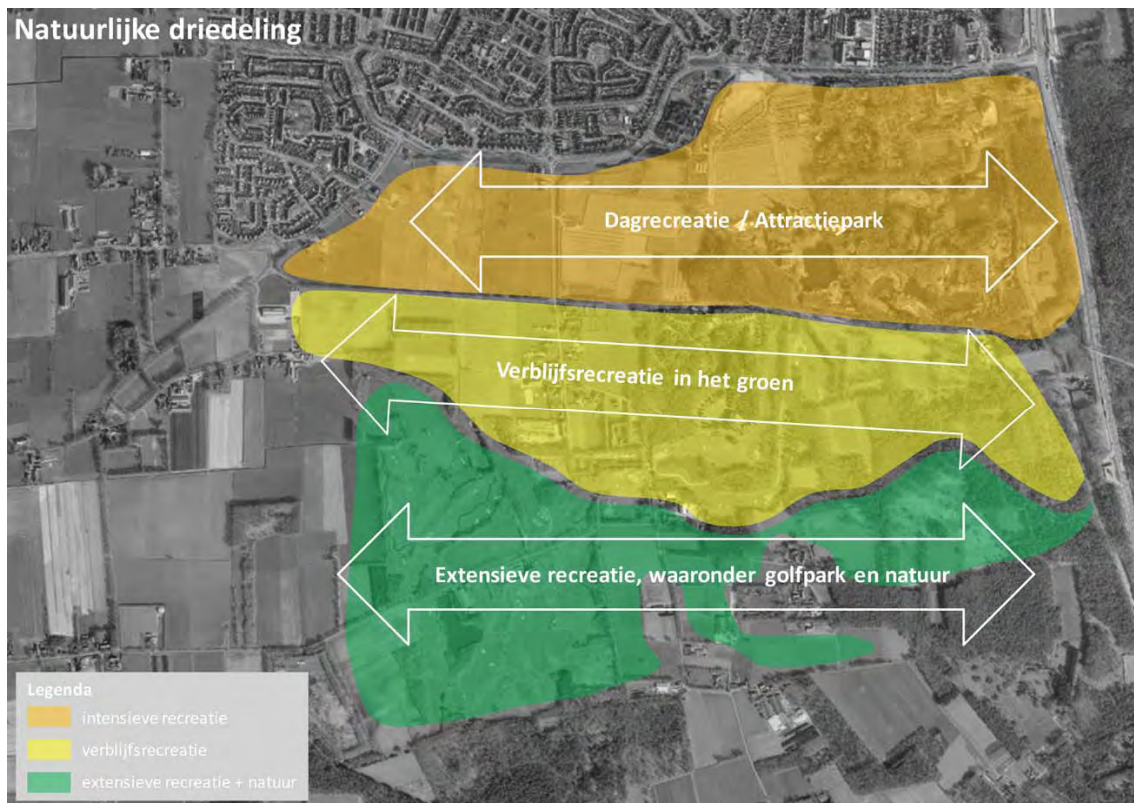 Natuurlijke driedeling
Dagrecreatie / Attractiepark
Verblijfsrecreatie in het groen
Extensieve recreatie, waaronder golfpark en natuur
Legenda
intensieve recreatie
verblijfsrecreatie
extensieve recreatie + natuur